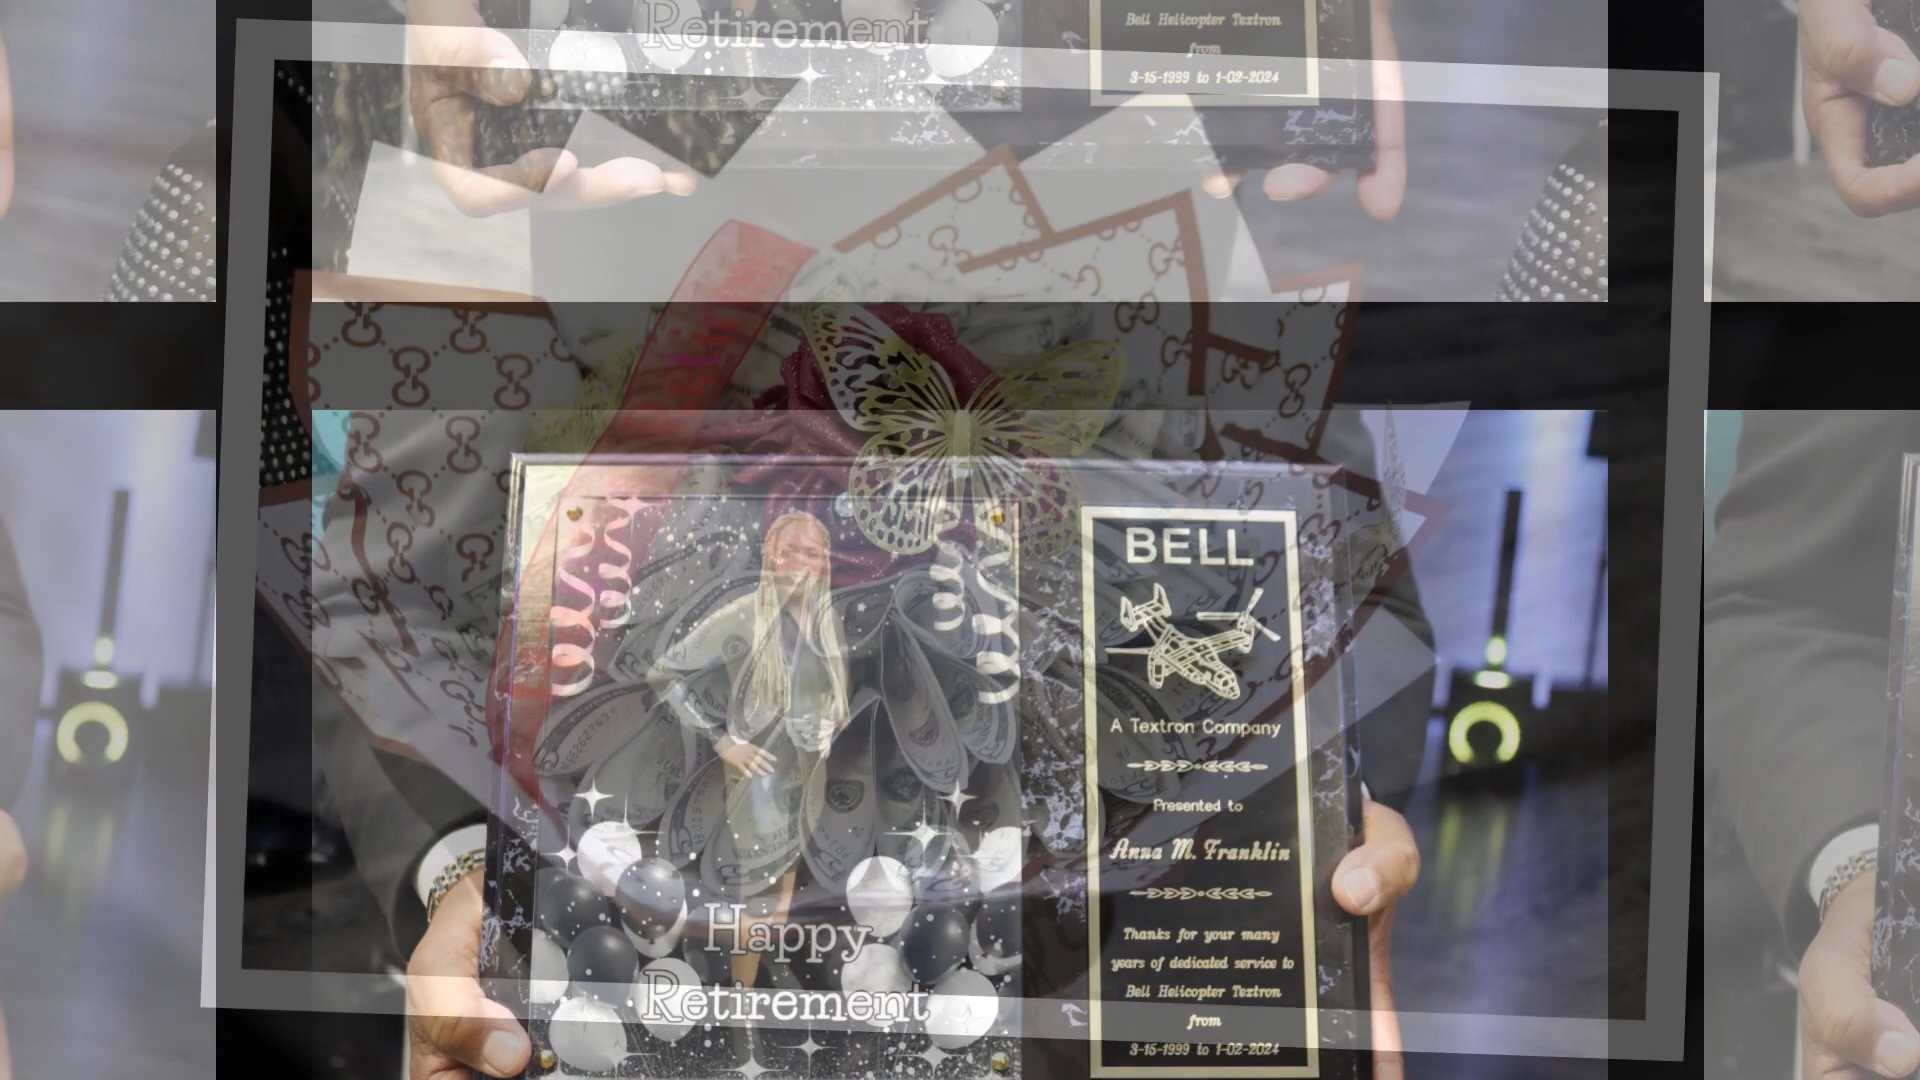 Retirement
Bell Helicopter Textron
from
3-15-1999 to 1-02-2024
BELL
A Textron Company
Presented to
Anna M. Franklin
Thanks for your many
years of dedicated service to
Bell Helicopter Textron
from
3-15-1999 to 1-02-2024
Happy
Retirement